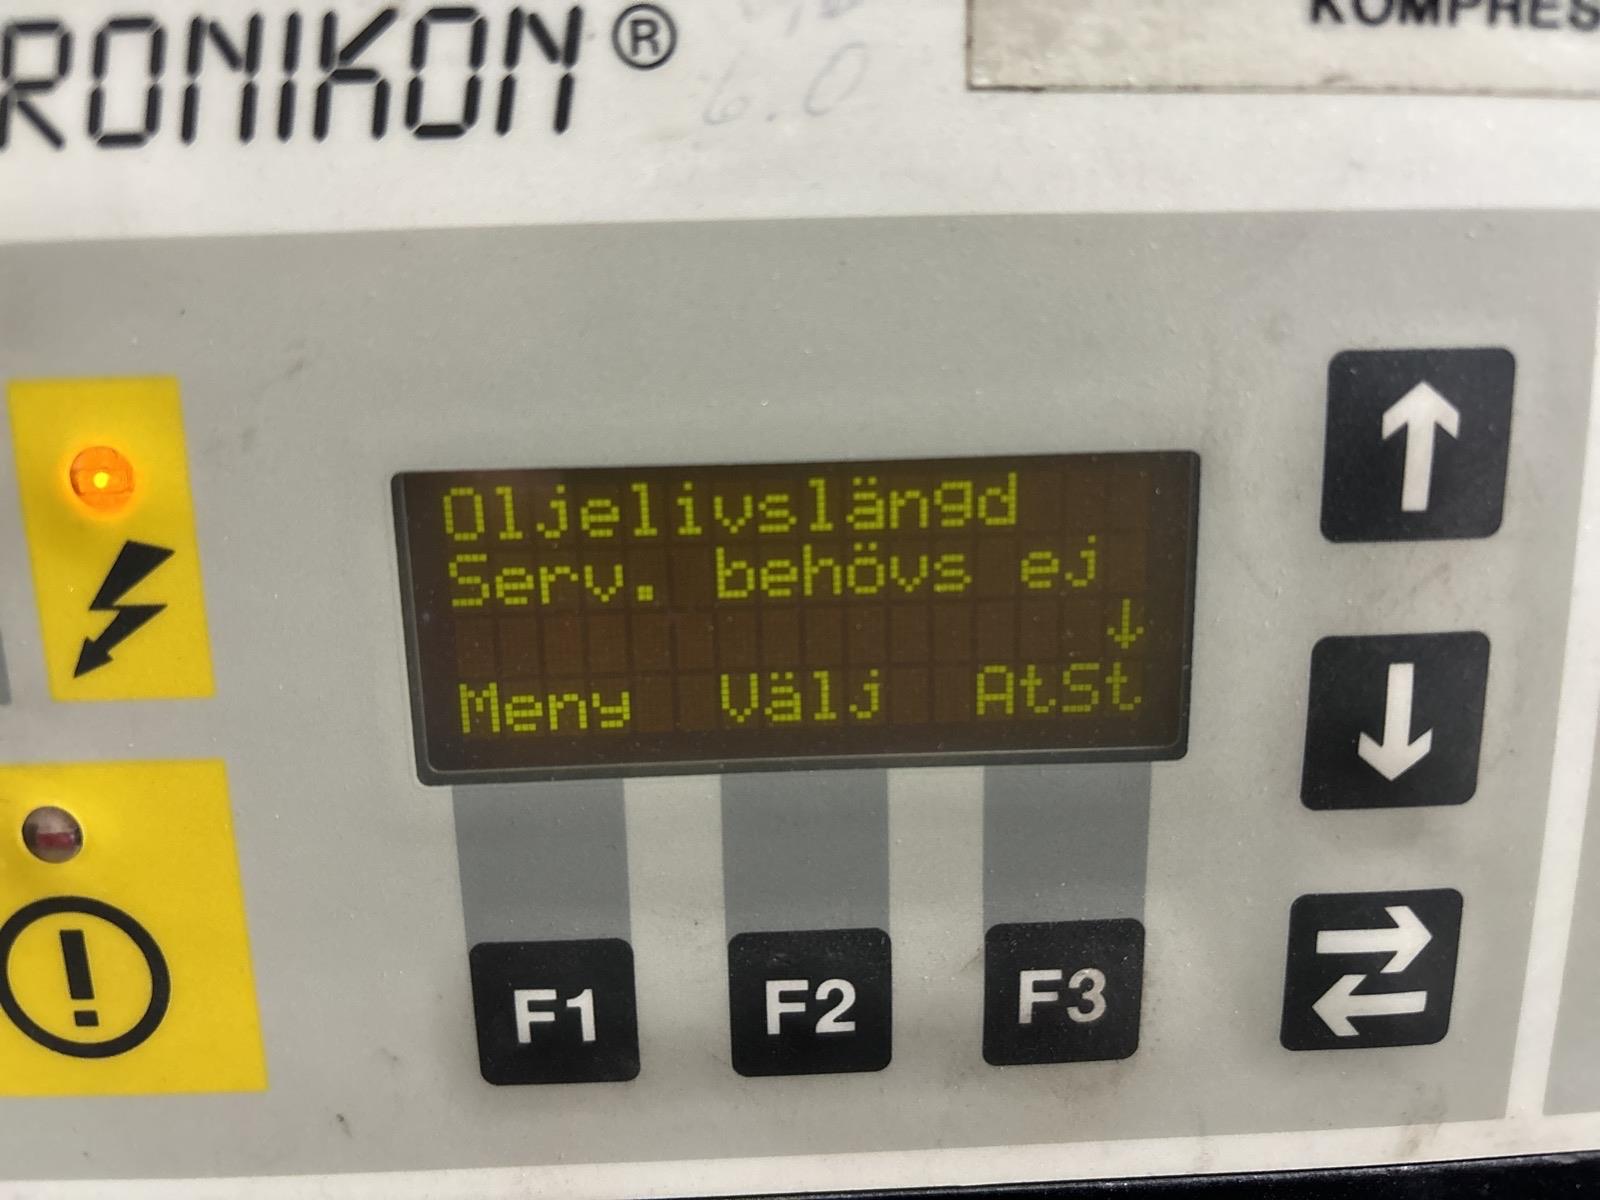 RONIKON®
6.0
KOMPRES
Oljelivslängd
Serv. behövs ej
↓
Meny Välj AtSt
F1 F2 F3